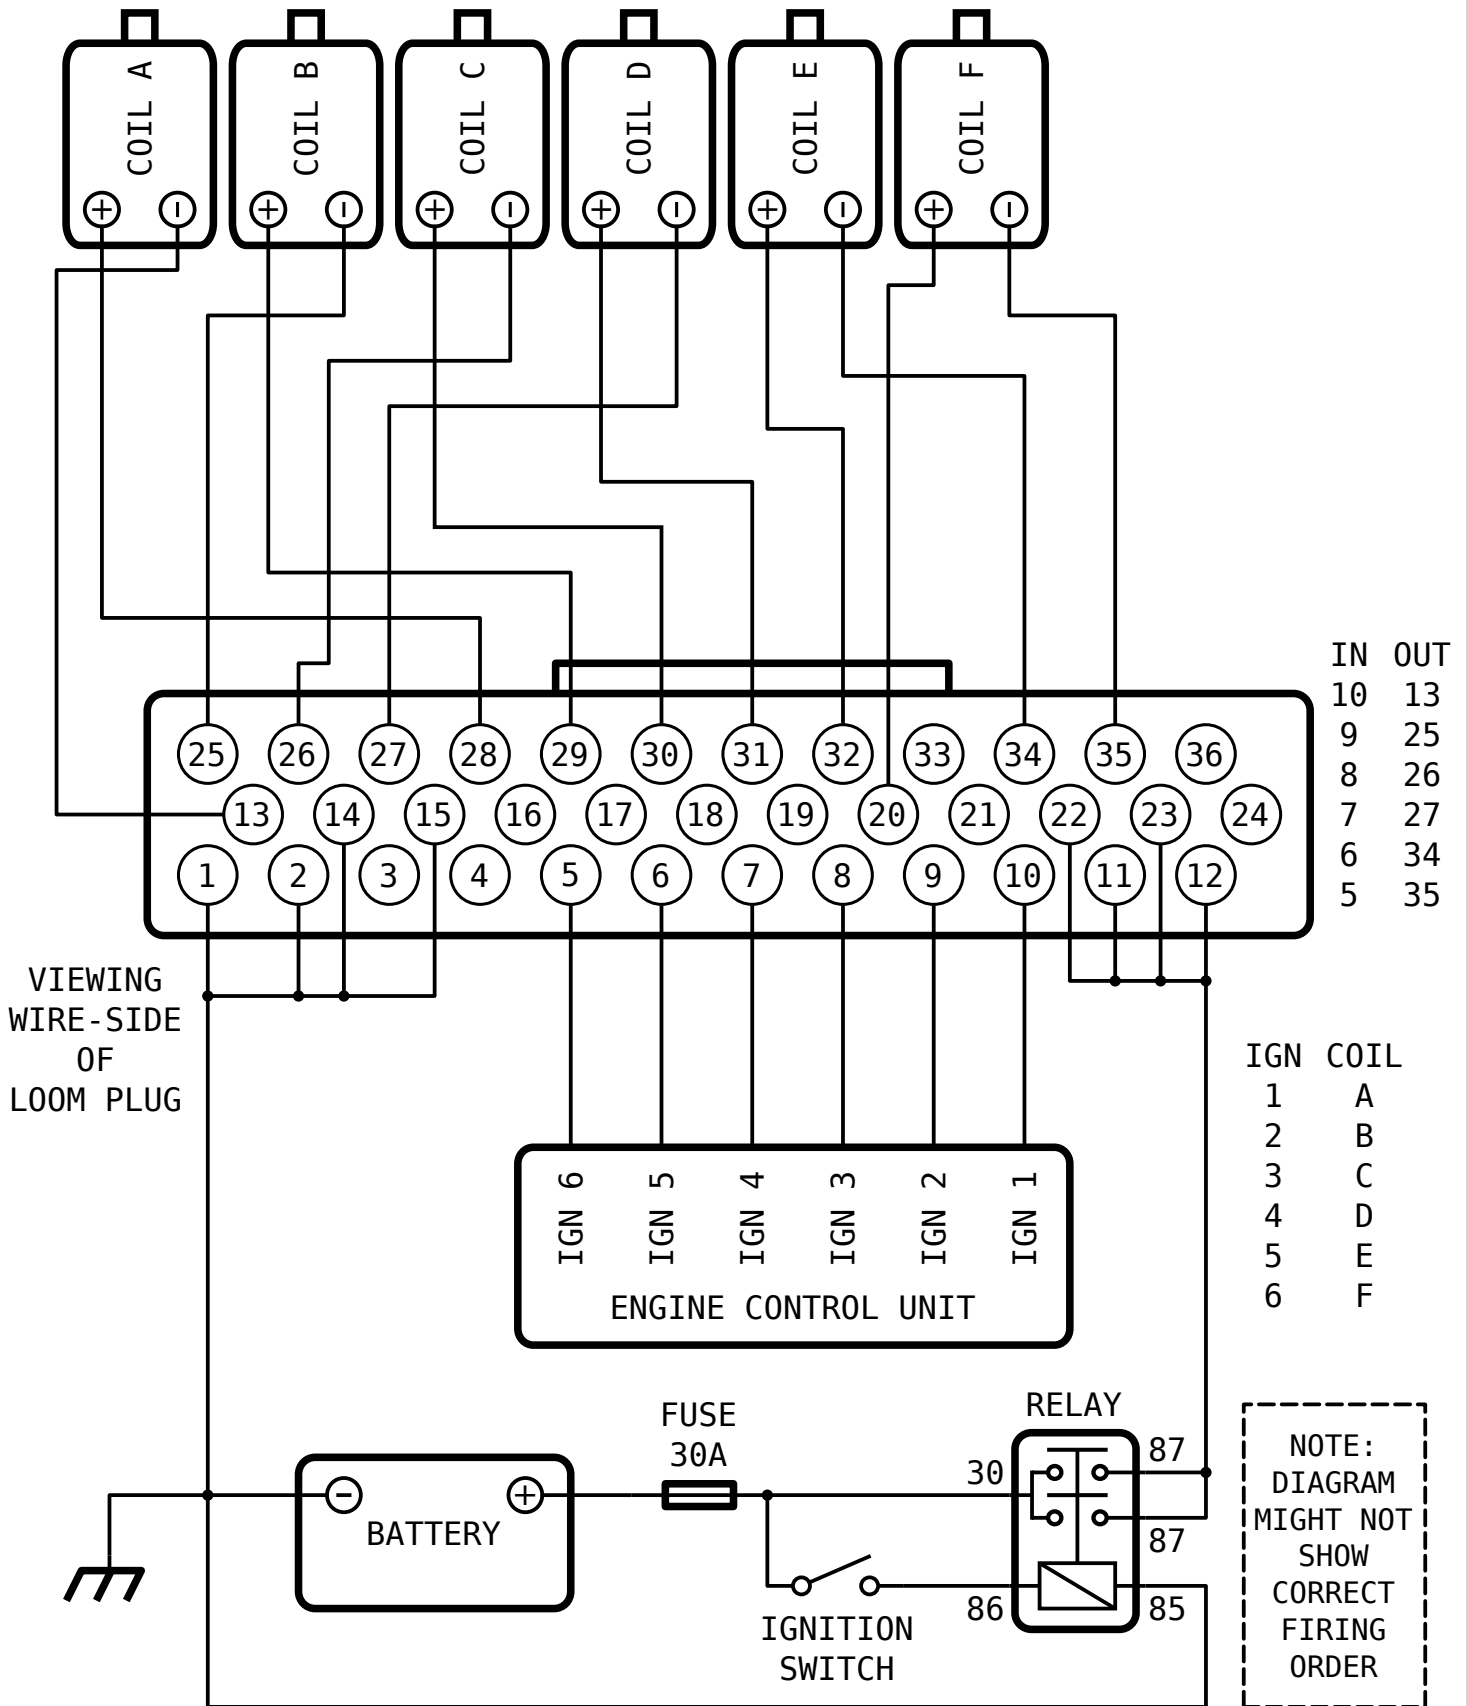 COIL A
COIL B
COIL C
COIL D
COIL E
COIL F
+ - + - + - + - + - + -
IN OUT
10 13
9 25
8 26
7 27
6 34
5 35
25 26 27 28 29 30 31 32 33 34 35 36
13 14 15 16 17 18 19 20 21 22 23 24
1 2 3 4 5 6 7 8 9 10 11 12
VIEWING
WIRE-SIDE
OF
LOOM PLUG
IGN COIL
1 A
2 B
3 C
4 D
5 E
6 F
IGN 6
IGN 5
IGN 4
IGN 3
IGN 2
IGN 1
ENGINE CONTROL UNIT
FUSE
30A
RELAY
30
87
87
86
85
- +
BATTERY
IGNITION
SWITCH
NOTE:
DIAGRAM
MIGHT NOT
SHOW
CORRECT
FIRING
ORDER